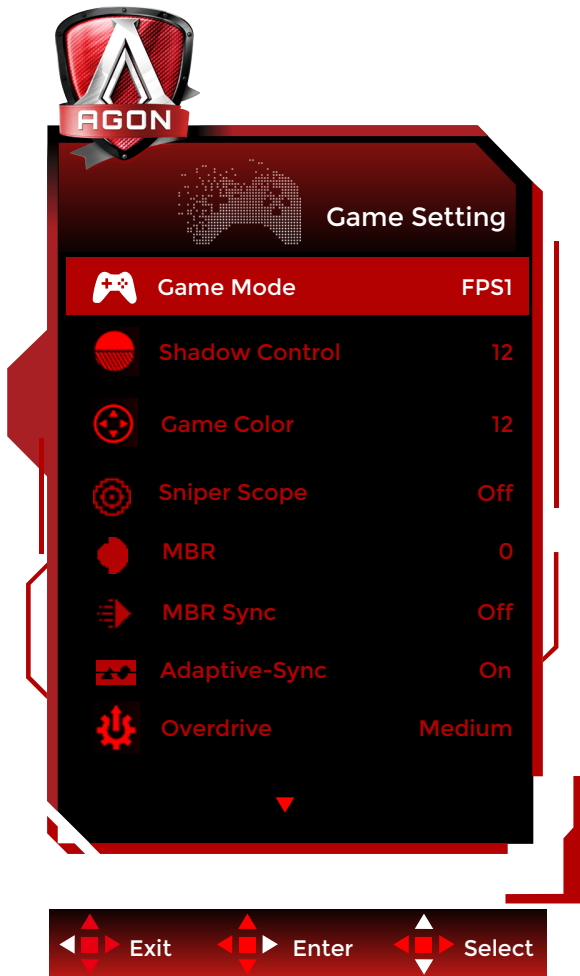 AGON
Game Setting
Game Mode FPS1
Shadow Control 12
Game Color 12
Sniper Scope Off
MBR 0
MBR Sync Off
Adaptive-Sync On
Overdrive Medium
Exit Enter Select